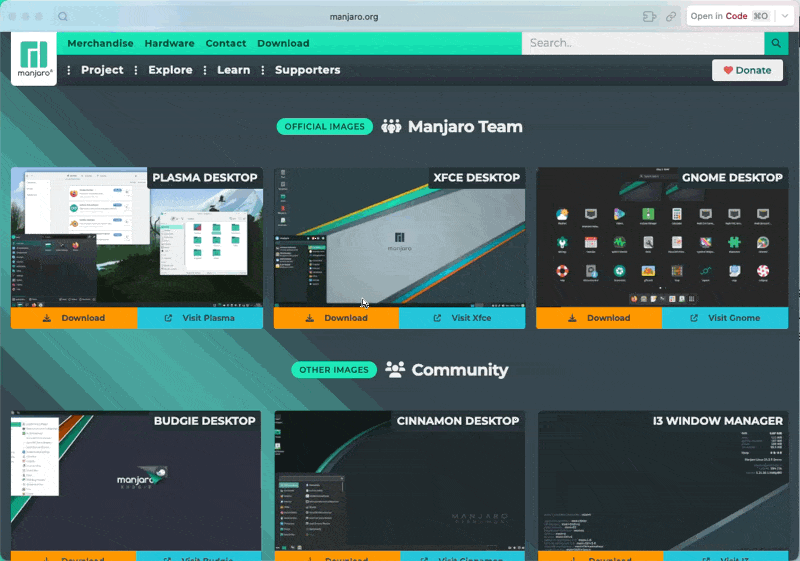 manjaro.org
Open in Code ⌘O
Merchandise Hardware Contact Download
Search..
manjaro
Project Explore Learn Supporters
Donate
OFFICIAL IMAGES Manjaro Team
PLASMA DESKTOP
XFCE DESKTOP
GNOME DESKTOP
manjaro
Download Visit Plasma
Download Visit Xfce
Download Visit Gnome
OTHER IMAGES Community
BUDGIE DESKTOP
CINNAMON DESKTOP
I3 WINDOW MANAGER
manjaro
BUDGIE
MANJARO
Download Visit Budgie
Download Visit Cinnamon
Download Visit I3